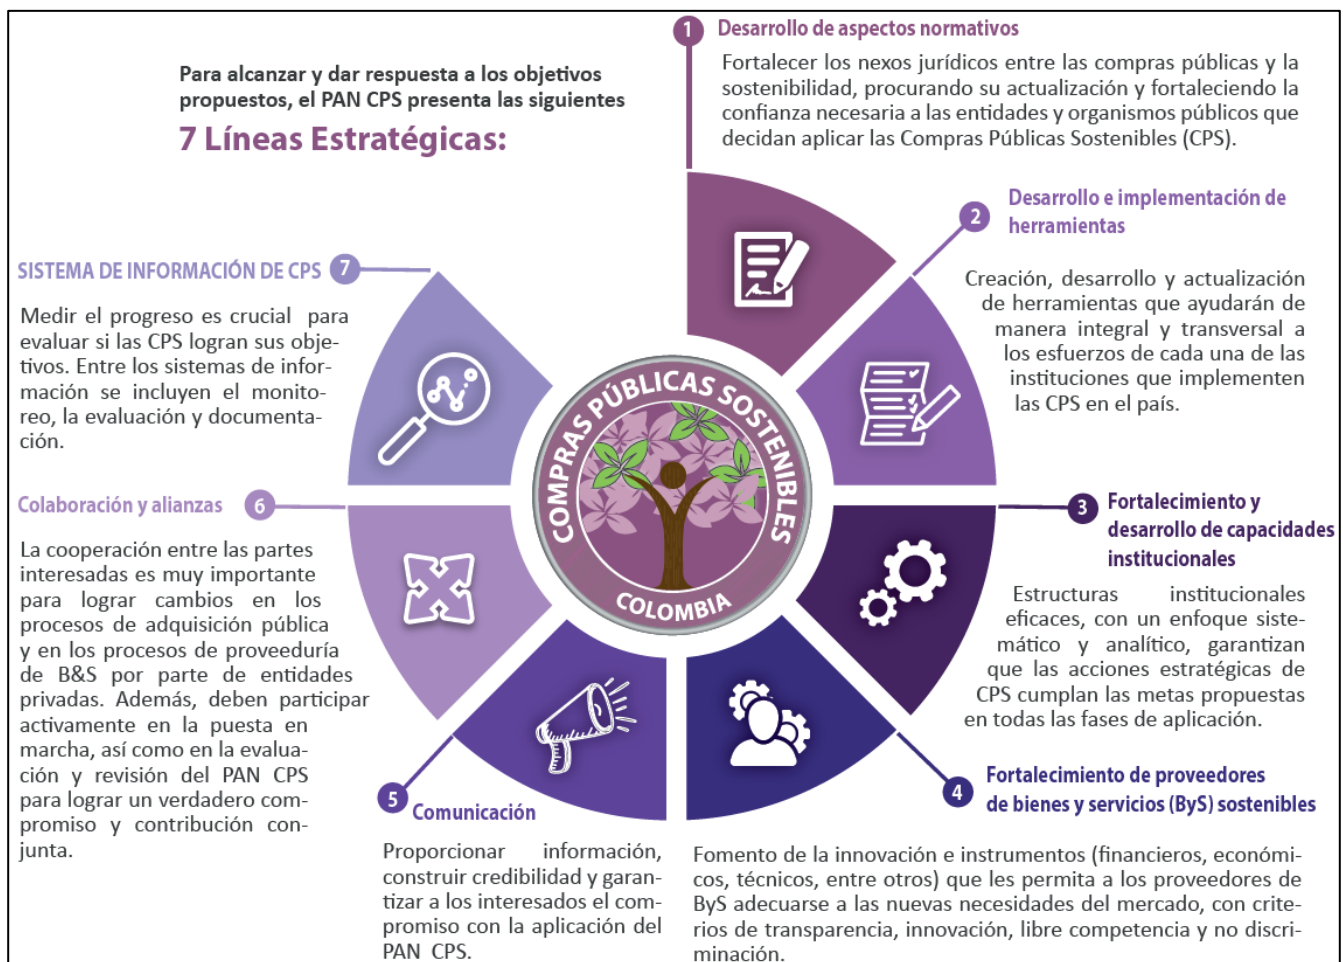 Para alcanzar y dar respuesta a los objetivos
propuestos, el PAN CPS presenta las siguientes
7 Líneas Estratégicas:
1
Desarrollo de aspectos normativos
Fortalecer los nexos jurídicos entre las compras públicas y la
sostenibilidad, procurando su actualización y fortaleciendo la
confianza necesaria a las entidades y organismos públicos que
decidan aplicar las Compras Públicas Sostenibles (CPS).
2
Desarrollo e implementación de
herramientas
Creación, desarrollo y actualización
de herramientas que ayudarán de
manera integral y transversal a
los esfuerzos de cada una de las
instituciones que implementen
las CPS en el país.
3
Fortalecimiento y
desarrollo de capacidades
institucionales
Estructuras institucionales
eficaces, con un enfoque siste-
mático y analítico, garantizan
que las acciones estratégicas de
CPS cumplan las metas propuestas
en todas las fases de aplicación.
4
Fortalecimiento de proveedores
de bienes y servicios (ByS) sostenibles
Fomento de la innovación e instrumentos (financieros, económi-
cos, técnicos, entre otros) que les permita a los proveedores de
ByS adecuarse a las nuevas necesidades del mercado, con crite-
rios de transparencia, innovación, libre competencia y no discri-
minación.
5
Comunicación
Proporcionar información,
construir credibilidad y garan-
tizar a los interesados el com-
promiso con la aplicación del
PAN CPS.
Colaboración y alianzas
6
La cooperación entre las partes
interesadas es muy importante
para lograr cambios en los
procesos de adquisición pública
y en los procesos de proveeduría
de B&S por parte de entidades
privadas. Además, deben participar
activamente en la puesta en
marcha, así como en la evalua-
ción y revisión del PAN CPS
para lograr un verdadero com-
promiso y contribución con-
junta.
SISTEMA DE INFORMACIÓN DE CPS
7
Medir el progreso es crucial para
evaluar si las CPS logran sus obje-
tivos. Entre los sistemas de infor-
mación se incluyen el monito-
reo, la evaluación y documenta-
ción.
COMPRAS PÚBLICAS SOSTENIBLES
COLOMBIA